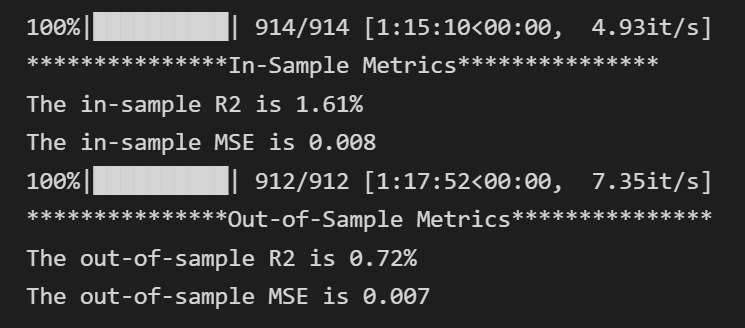 100%|██████████| 914/914 [1:15:10<00:00,  4.93it/s]
***************In-Sample Metrics***************
The in-sample R2 is 1.61%
The in-sample MSE is 0.008
100%|██████████| 912/912 [1:17:52<00:00,  7.35it/s]
***************Out-of-Sample Metrics***************
The out-of-sample R2 is 0.72%
The out-of-sample MSE is 0.007